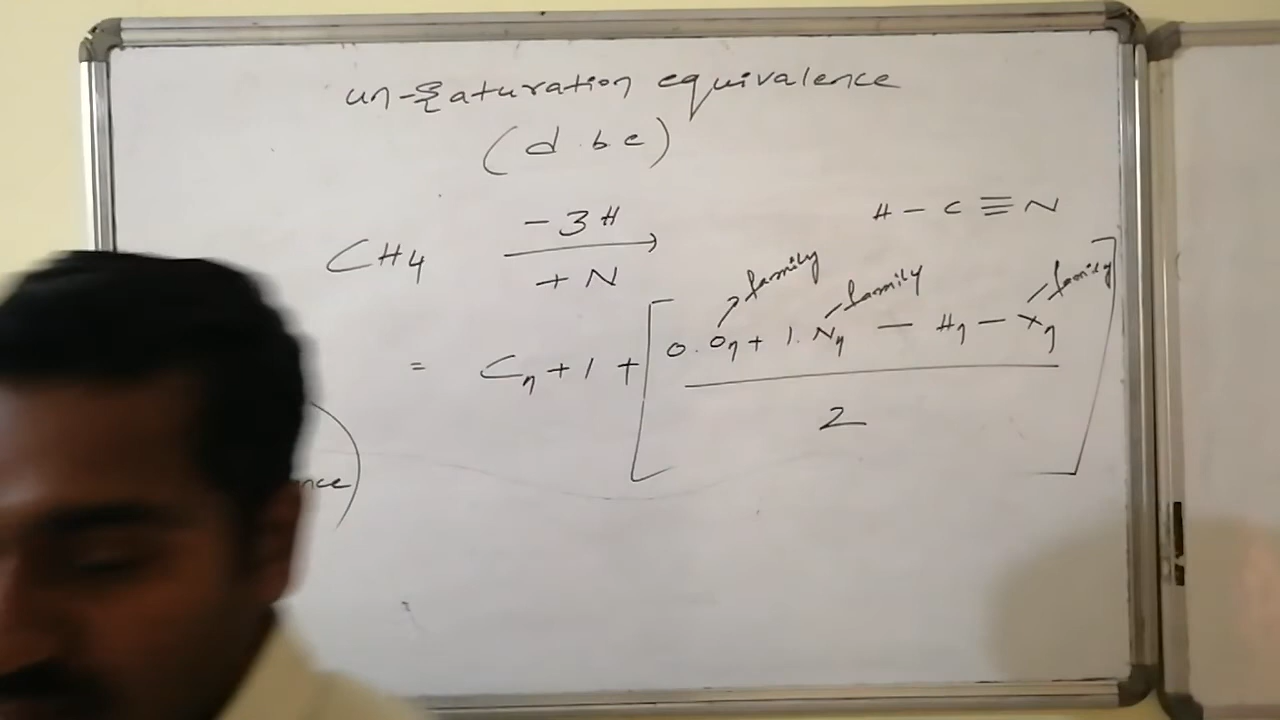 un-saturation equivalence
(d.b.e)
CH4 -3H → + N H-C≡N
family family family
= Cn + 1 + [0.On + 1.Nn - Hn - Xn / 2]
nce)